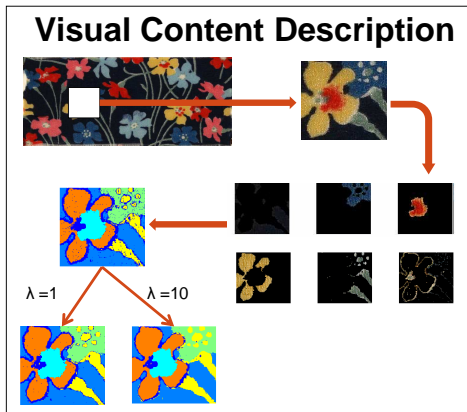 Visual Content Description
λ =1
λ =10